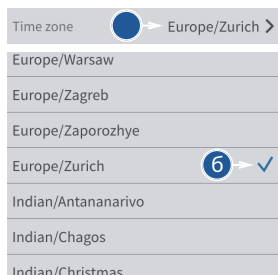 Time zone Europe/Zurich
Europe/Warsaw
Europe/Zagreb
Europe/Zaporozhye
Europe/Zurich 6
Indian/Antananarivo
Indian/Chagos
Indian/Christmas